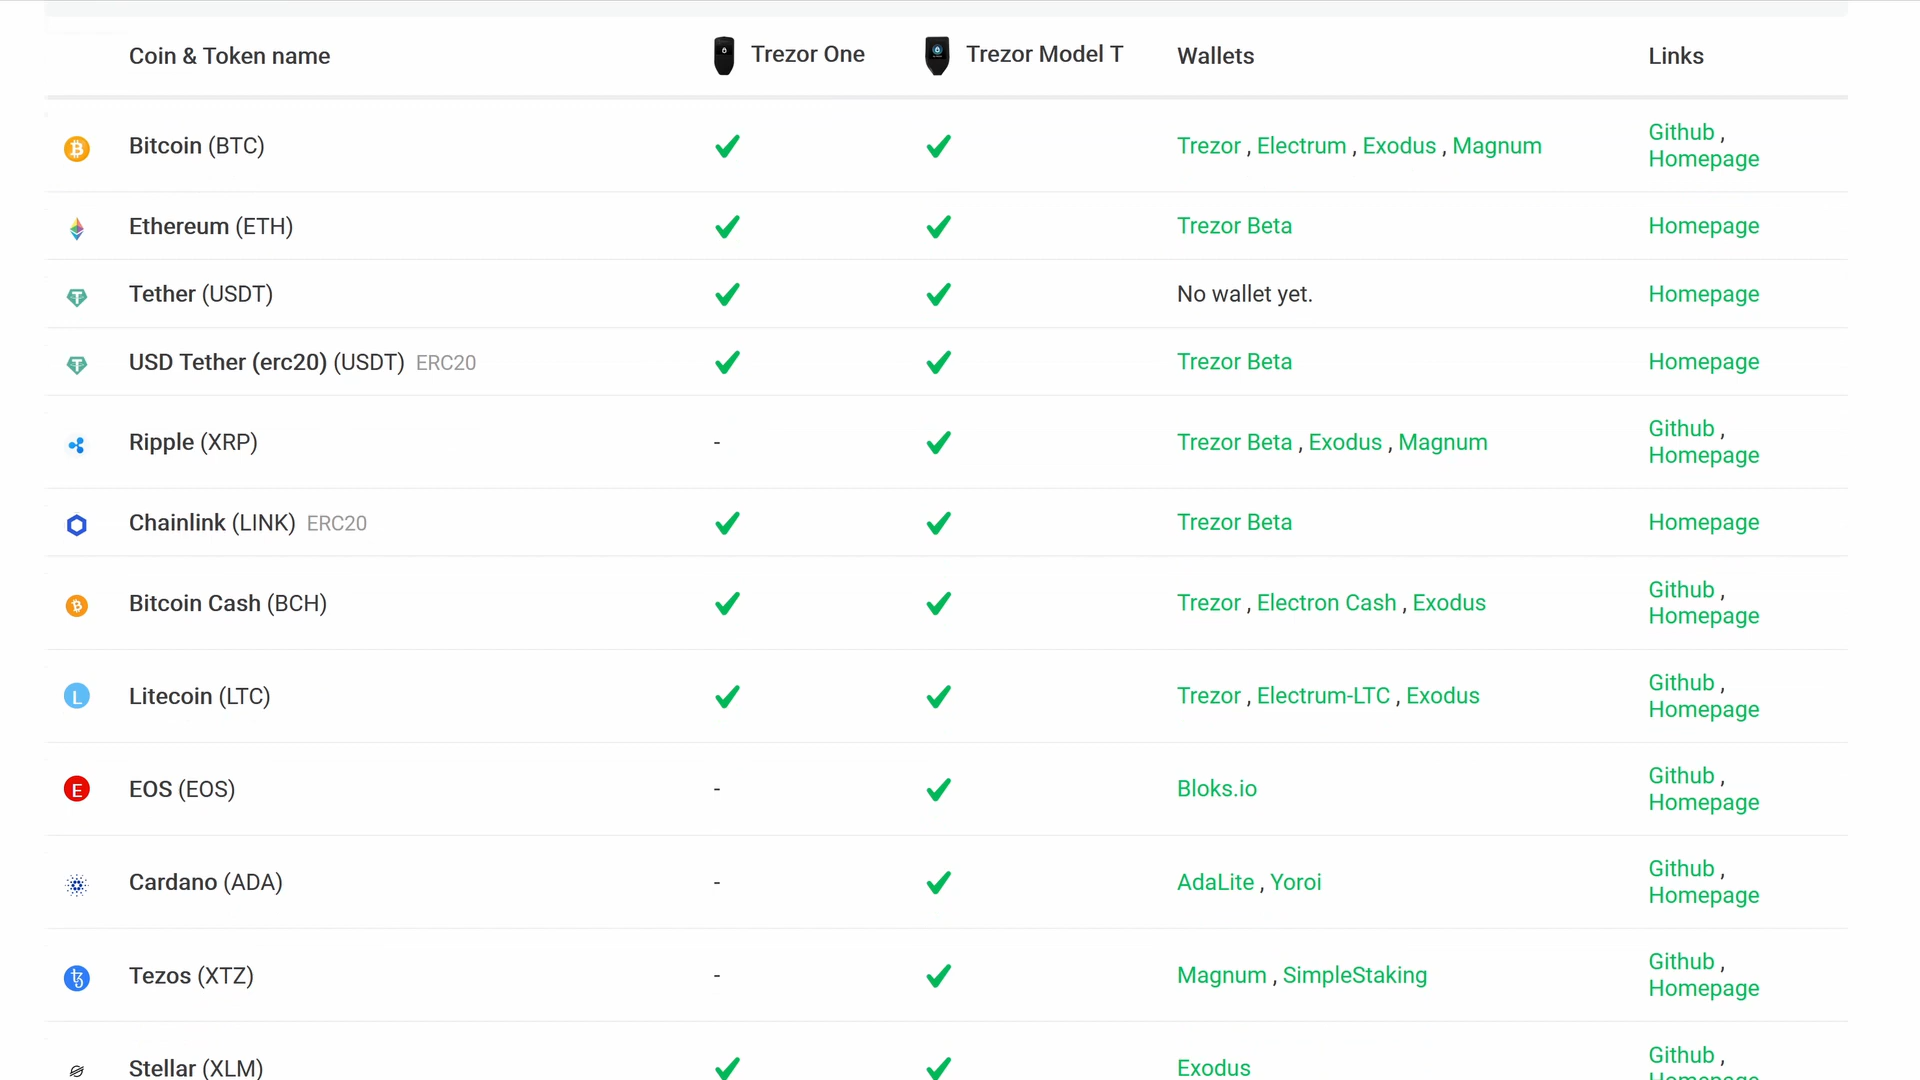 Coin & Token name Trezor One Trezor Model T Wallets Links
Bitcoin (BTC) Trezor , Electrum , Exodus , Magnum Github ,
Homepage
Ethereum (ETH) Trezor Beta Homepage
Tether (USDT) No wallet yet. Homepage
USD Tether (erc20) (USDT) ERC20 Trezor Beta Homepage
Ripple (XRP) - Trezor Beta , Exodus , Magnum Github ,
Homepage
Chainlink (LINK) ERC20 Trezor Beta Homepage
Bitcoin Cash (BCH) Trezor , Electron Cash , Exodus Github ,
Homepage
Litecoin (LTC) Trezor , Electrum-LTC , Exodus Github ,
Homepage
EOS (EOS) - Bloks.io Github ,
Homepage
Cardano (ADA) - AdaLite , Yoroi Github ,
Homepage
Tezos (XTZ) - Magnum , SimpleStaking Github ,
Homepage
Stellar (XLM) Exodus Github ,
Homepage